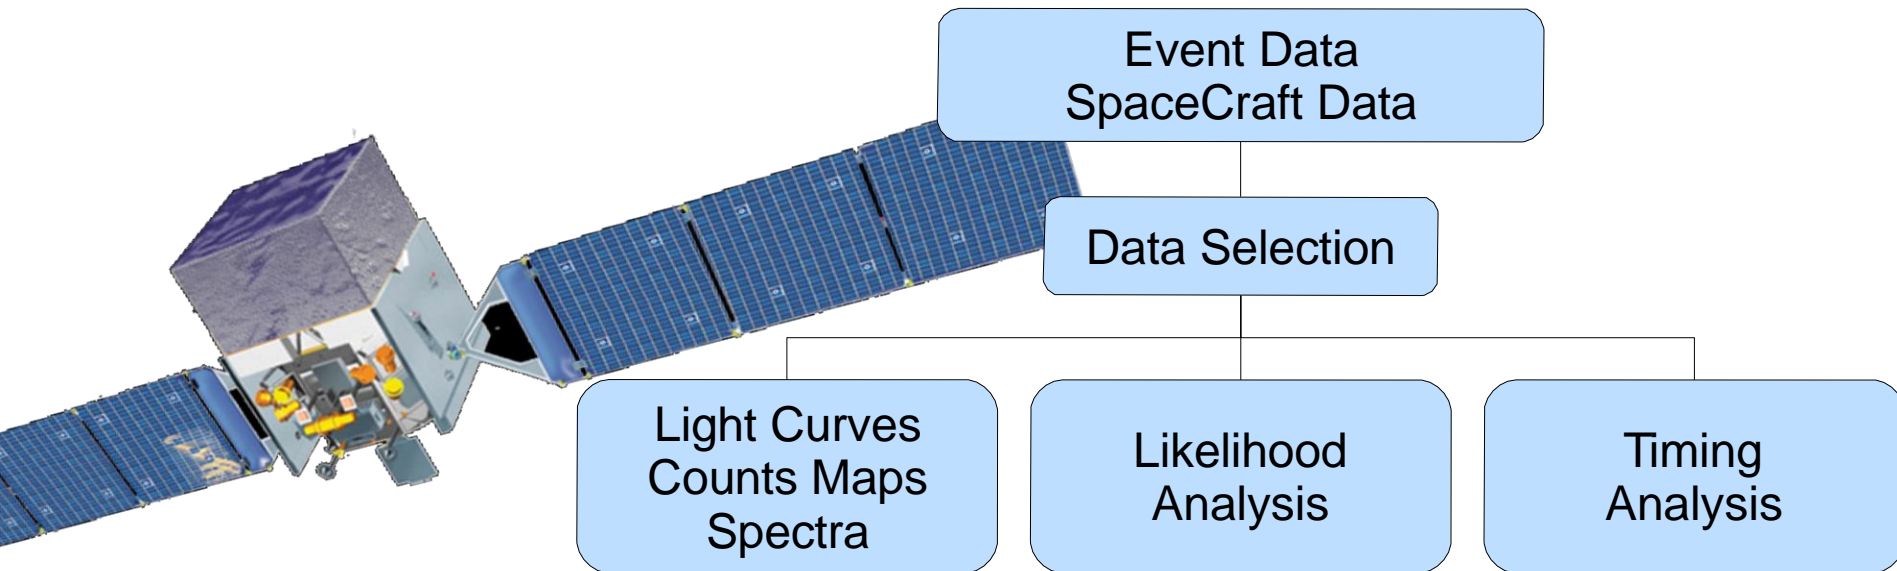 Event Data
SpaceCraft Data
Data Selection
Light Curves
Counts Maps
Spectra
Likelihood
Analysis
Timing
Analysis